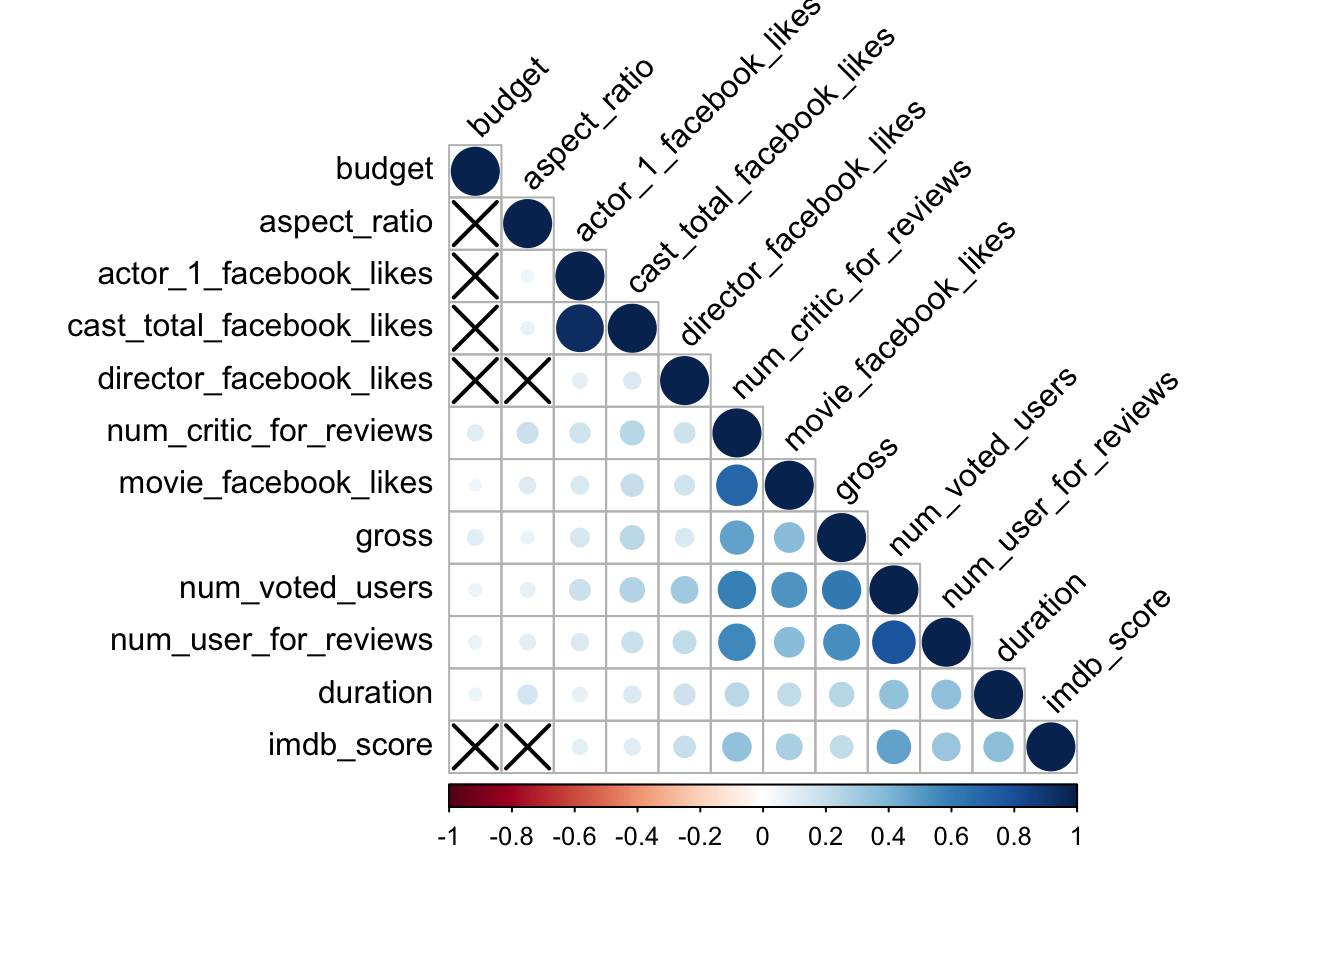 budget
aspect_ratio
actor_1_facebook_likes
cast_total_facebook_likes
director_facebook_likes
num_critic_for_reviews
movie_facebook_likes
gross
num_voted_users
num_user_for_reviews
duration
imdb_score
budget
aspect_ratio
actor_1_facebook_likes
cast_total_facebook_likes
director_facebook_likes
num_critic_for_reviews
movie_facebook_likes
gross
num_voted_users
num_user_for_reviews
duration
imdb_score
-1 -0.8 -0.6 -0.4 -0.2 0 0.2 0.4 0.6 0.8 1